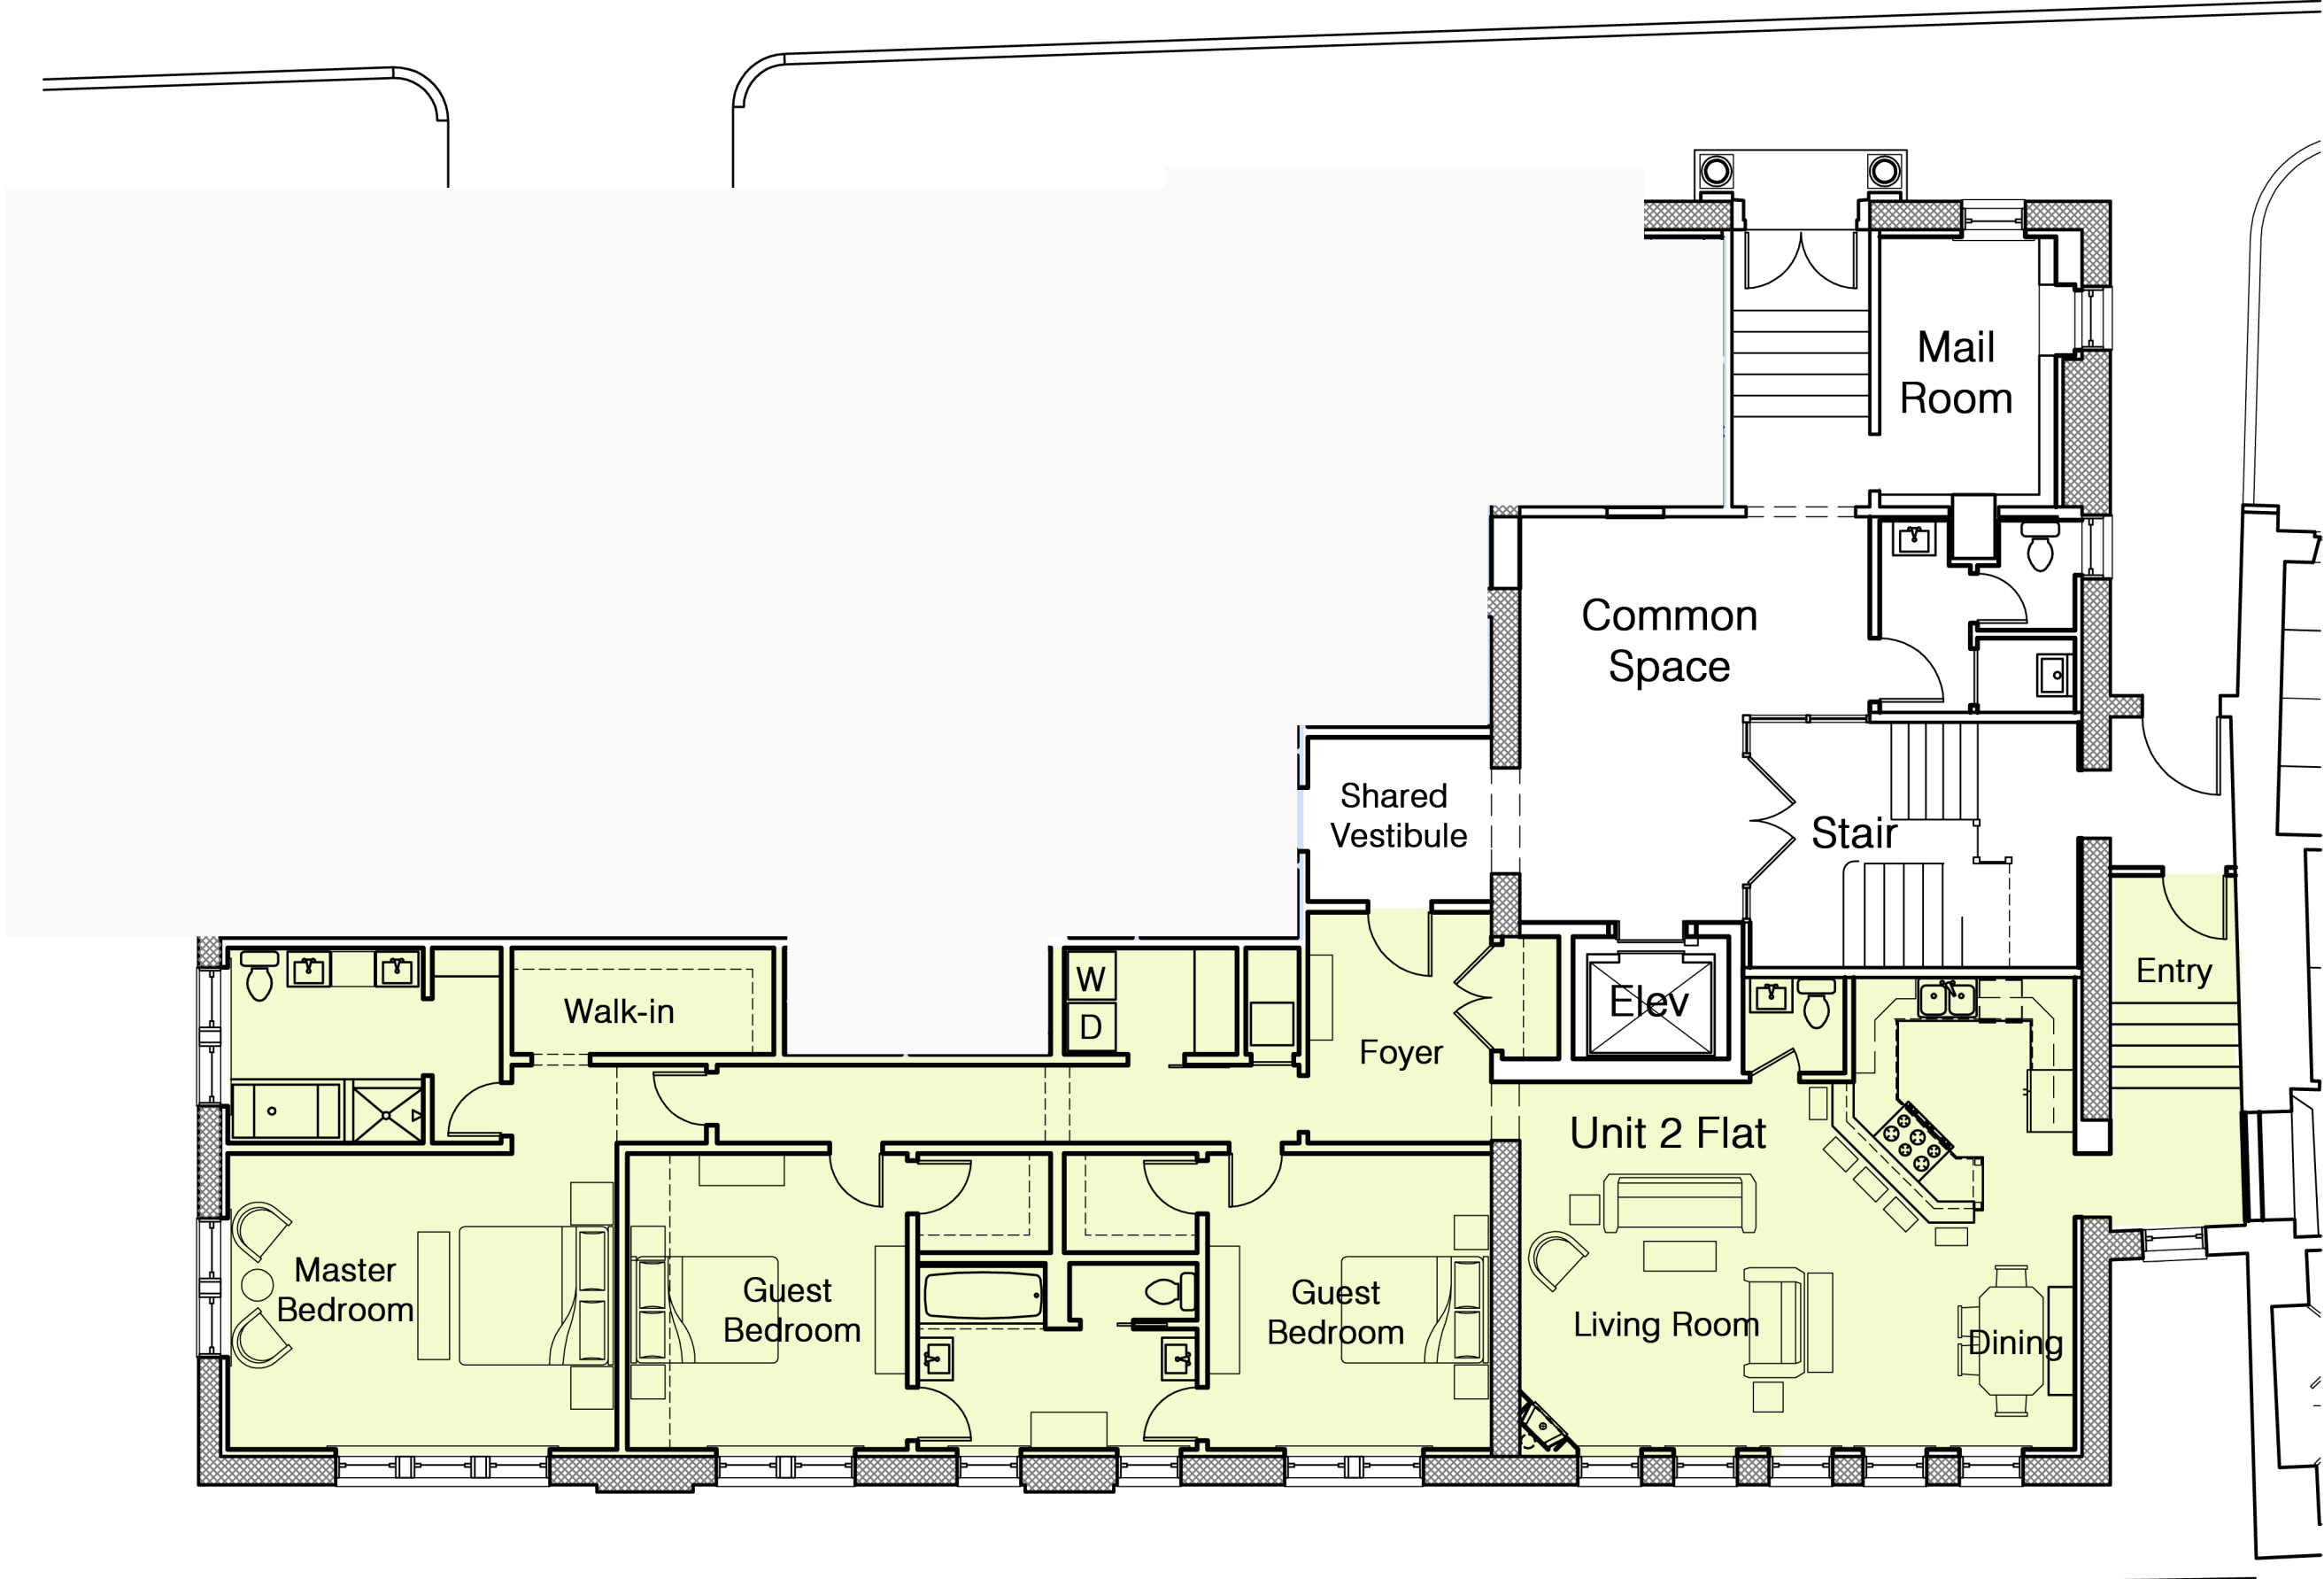 Mail
Room
Common
Space
Shared
Vestibule
Stair
Entry
W
D
Walk-in
Elev
Foyer
Unit 2 Flat
Master
Bedroom
Guest
Bedroom
Guest
Bedroom
Living Room
Dining